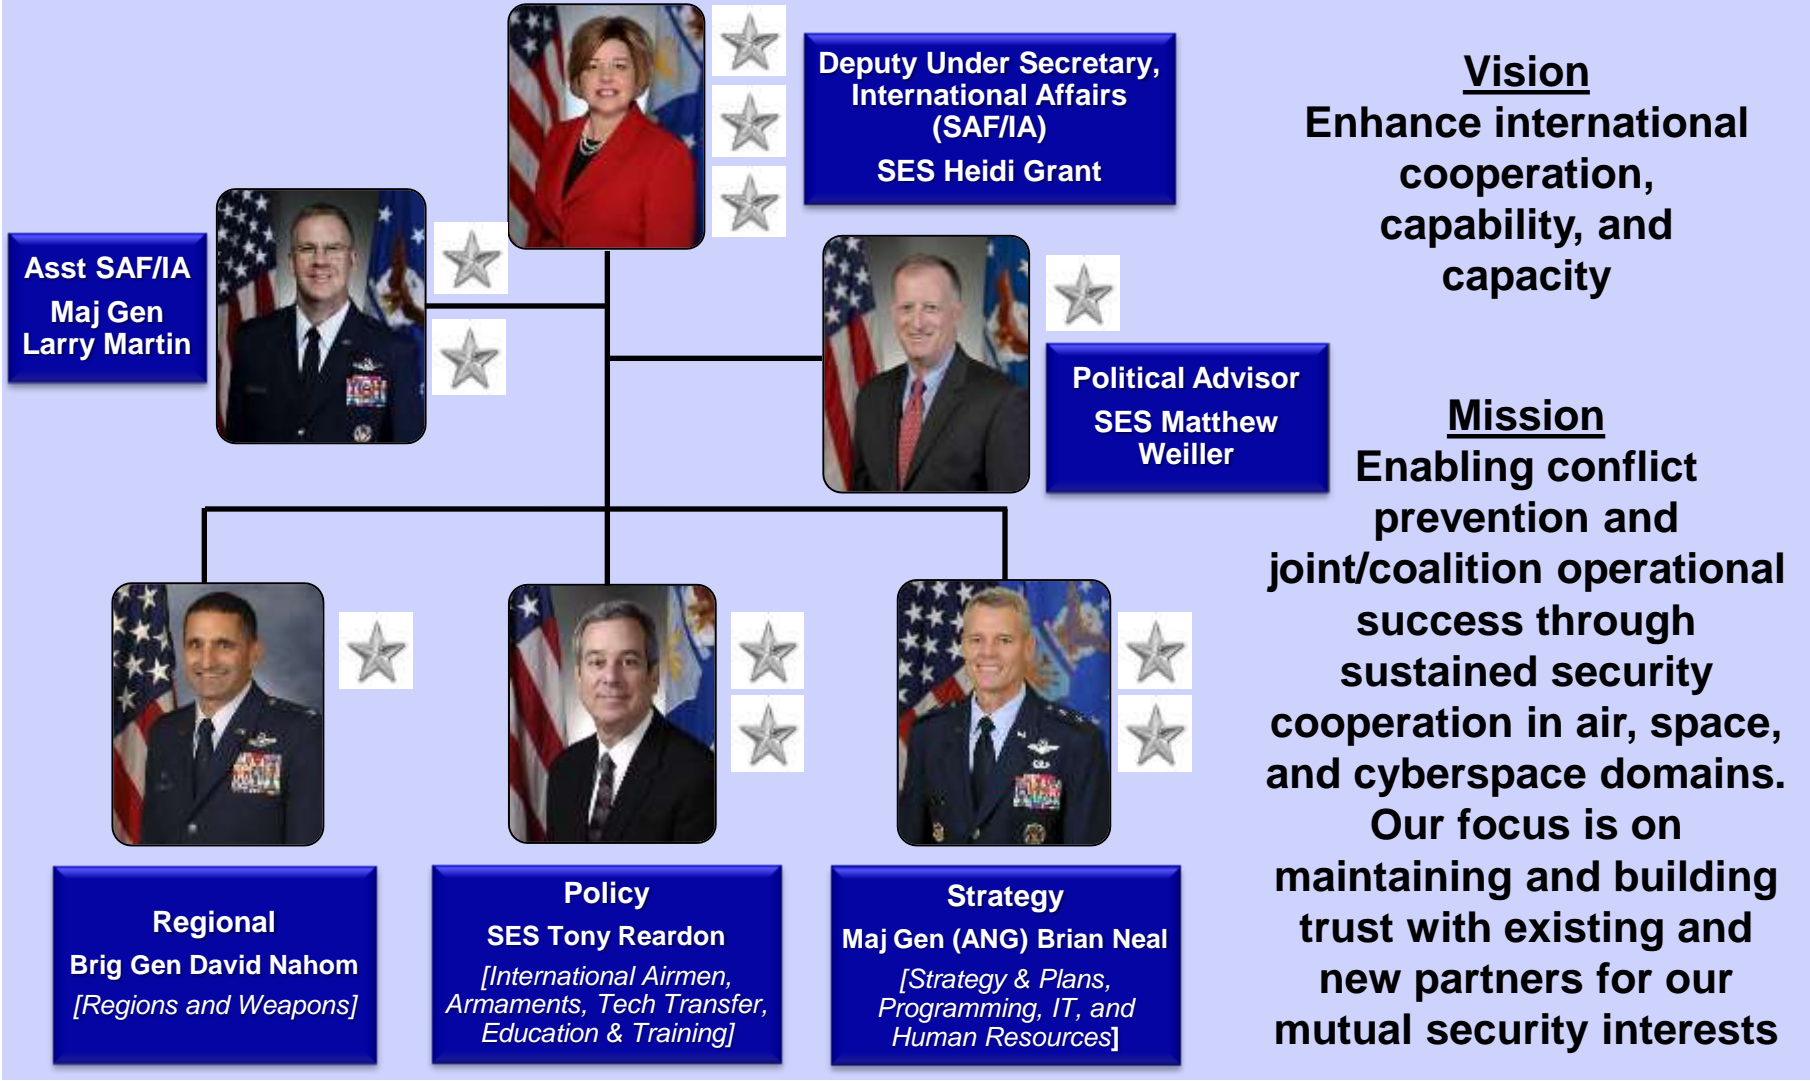 Deputy Under Secretary,
International Affairs
(SAF/IA)
SES Heidi Grant
Asst SAF/IA
Maj Gen
Larry Martin
Political Advisor
SES Matthew
Weiller
Regional
Brig Gen David Nahom
[Regions and Weapons]
Policy
SES Tony Reardon
[International Airmen,
Armaments, Tech Transfer,
Education & Training]
Strategy
Maj Gen (ANG) Brian Neal
[Strategy & Plans,
Programming, IT, and
Human Resources]
Vision
Enhance international
cooperation,
capability, and
capacity
Mission
Enabling conflict
prevention and
joint/coalition operational
success through
sustained security
cooperation in air, space,
and cyberspace domains.
Our focus is on
maintaining and building
trust with existing and
new partners for our
mutual security interests